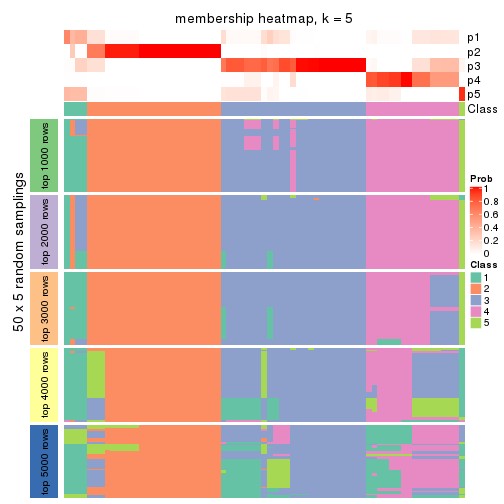 membership heatmap, k = 5
p1
p2
p3
p4
p5
Class
50 x 5 random samplings
top 1000 rows
top 2000 rows
top 3000 rows
top 4000 rows
top 5000 rows
Prob
1
0.8
0.6
0.4
0.2
0
Class
1
2
3
4
5